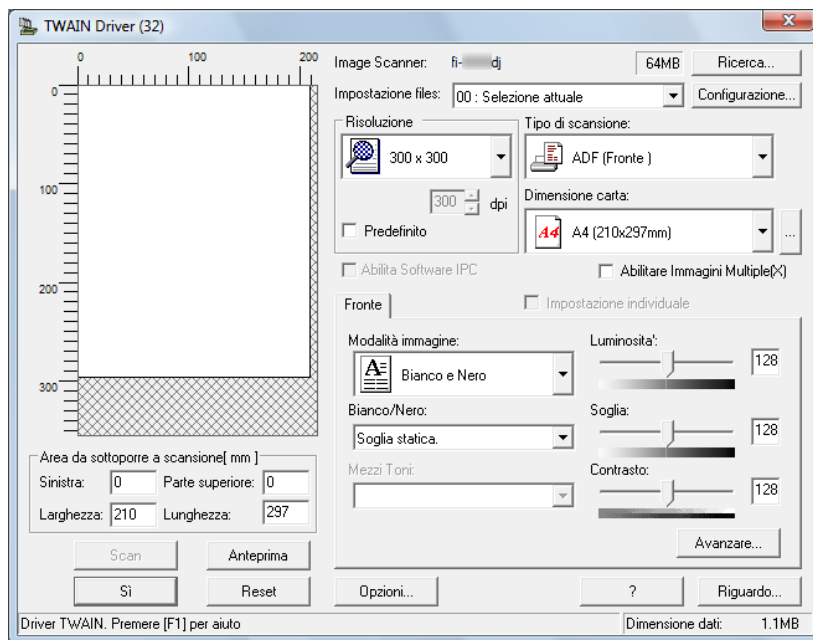 TWAIN Driver (32)
0 100 200
0
100
200
300
Image Scanner: fi- dj 64MB Ricerca...
Impostazione files: 00 : Selezione attuale Configurazione...
Risoluzione
300 x 300
300 dpi
Predefinito
Tipo di scansione:
ADF (Fronte )
Dimensione carta:
A4 A4 (210x297mm) ...
Abilita Software IPC Abilitare Immagini Multiple(X)
Fronte Impostazione individuale
Modalità immagine:
A Bianco e Nero
Bianco/Nero:
Soglia statica.
Mezzi Toni:
Luminosita':
128
Soglia:
128
Contrasto:
128
Avanzare...
Area da sottoporre a scansione[ mm ]
Sinistra: 0 Parte superiore: 0
Larghezza: 210 Lunghezza: 297
Scan Anteprima
Sì Reset Opzioni... ? Riguardo...
Driver TWAIN. Premere [F1] per aiuto Dimensione dati: 1.1MB